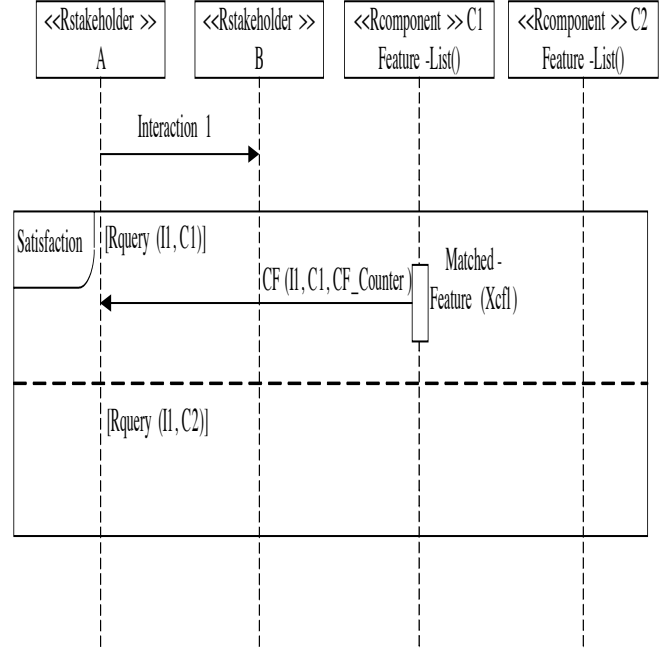 <<Rstakeholder >>
A
<<Rstakeholder >>
B
<<Rcomponent >> C1
Feature -List()
<<Rcomponent >> C2
Feature -List()
Interaction 1
Satisfaction
[Rquery (I1, C1)]
Matched -
CF (I1, C1, CF_Counter )
Feature (Xcf1)
[Rquery (I1, C2)]